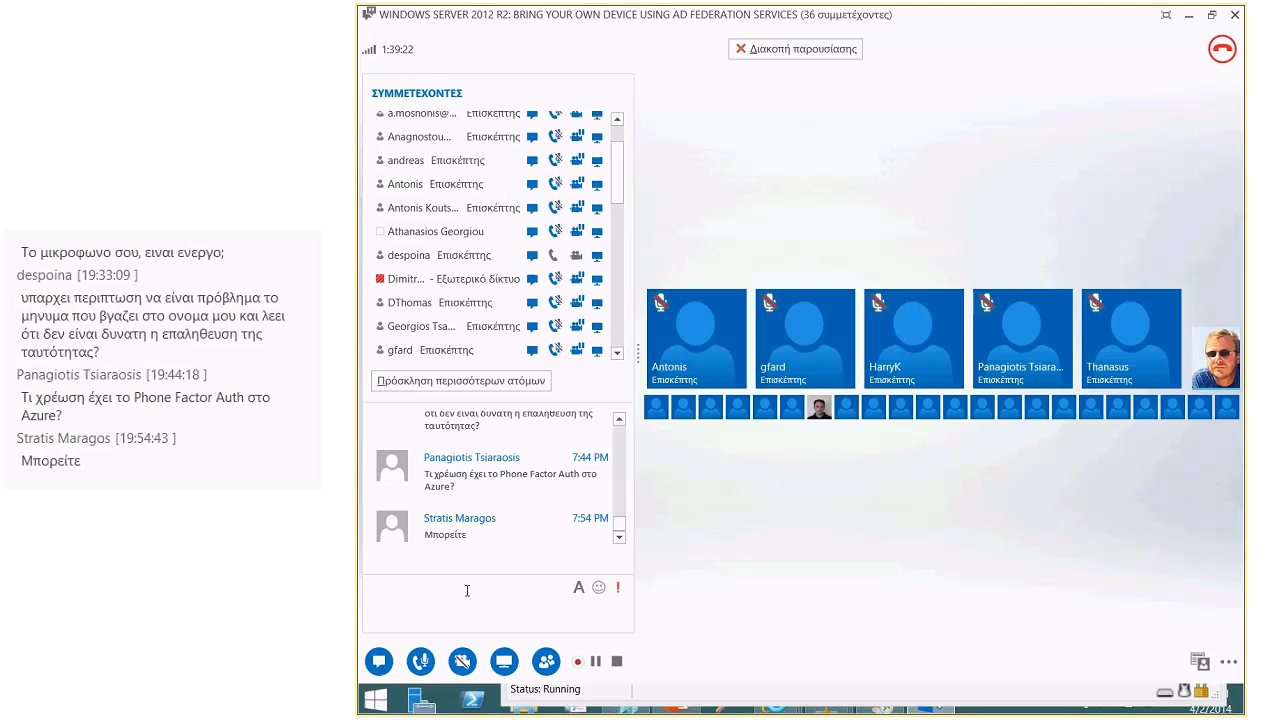 Το μικροφωνο σου, ειναι ενεργο;
despoina [19:33:09 ]
υπαρχει περιπτωση να είναι πρόβλημα το
μηνυμα που βγαζει στο ονομα μου και λεει
ότι δεν είναι δυνατη η επαληθευση της
ταυτότητας?
Panagiotis Tsiaraosis [19:44:18 ]
Τι χρέωση έχει το Phone Factor Auth στο
Azure?
Stratis Maragos [19:54:43 ]
Μπορείτε
WINDOWS SERVER 2012 R2: BRING YOUR OWN DEVICE USING AD FEDERATION SERVICES (36 συμμετέχοντες)
1:39:22
Διακοπή παρουσίασης
ΣΥΜΜΕΤΕΧΟΝΤΕΣ
a.mosholis@... Επισκέπτης
Anagnostou... Επισκέπτης
andreas Επισκέπτης
Antonis Επισκέπτης
Antonis Kouts... Επισκέπτης
Athanasios Georgiou
despoina Επισκέπτης
Dimitr... - Εξωτερικό δίκτυο
DThomas Επισκέπτης
Georgios Tsa... Επισκέπτης
gfard Επισκέπτης
Πρόσκληση περισσότερων ατόμων
ότι δεν είναι δυνατη η επαληθευση της
ταυτότητας?
Panagiotis Tsiaraosis 7:44 PM
Τι χρέωση έχει το Phone Factor Auth στο
Azure?
Stratis Maragos 7:54 PM
Μπορείτε
A !
Antonis
Επισκέπτης
gfard
Επισκέπτης
HarryK
Επισκέπτης
Panagiotis Tsiara...
Επισκέπτης
Thanasus
Επισκέπτης
Status: Running
4/2/2014